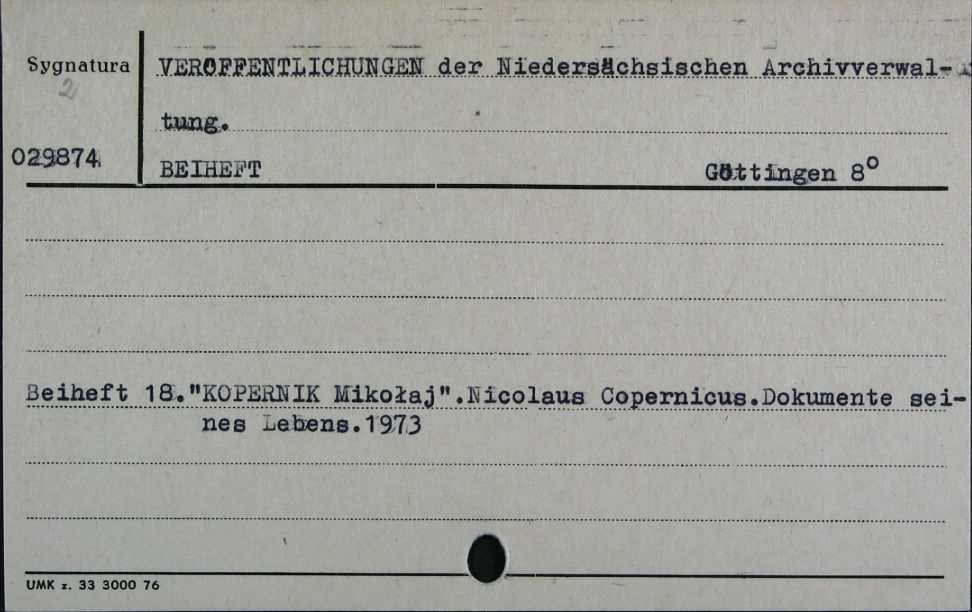 Sygnatura
2
029874
VERÖFFENTLICHUNGEN der Niedersächsischen Archivverwal-
tung.
BEIHEFT Göttingen 8°
Beiheft 18."KOPERNIK Mikołaj".Nicolaus Copernicus.Dokumente sei-
nes Lebens.1973
UMK z. 33 3000 76